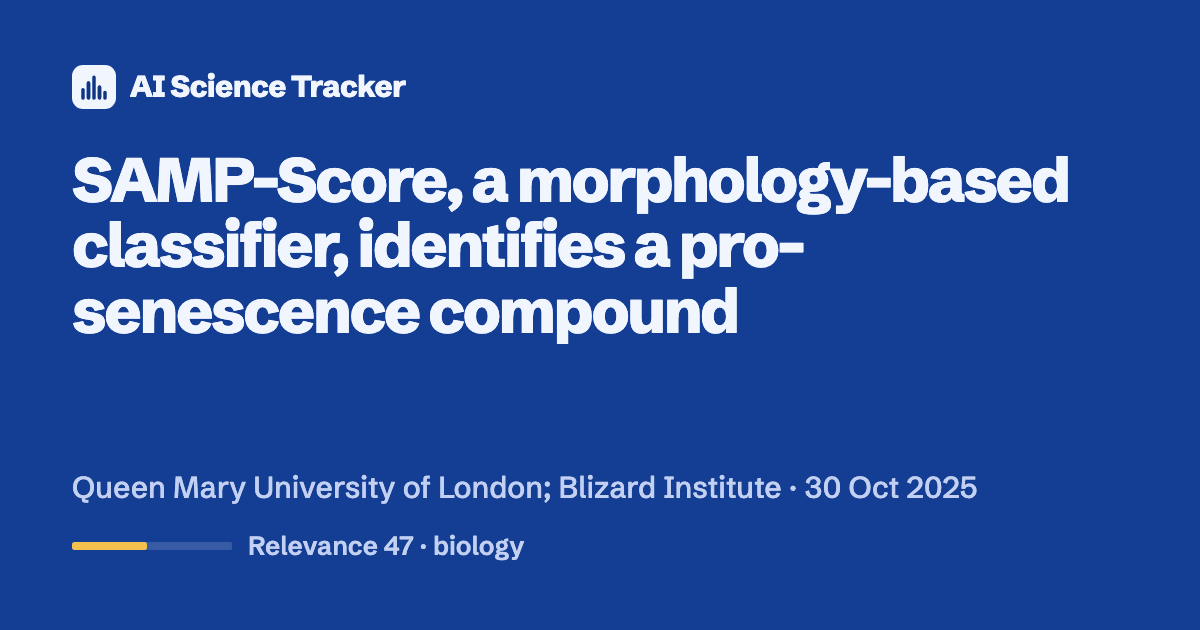 AI Science Tracker
SAMP-Score, a morphology-based
classifier, identifies a pro-
senescence compound
Queen Mary University of London; Blizard Institute · 30 Oct 2025
Relevance 47 · biology